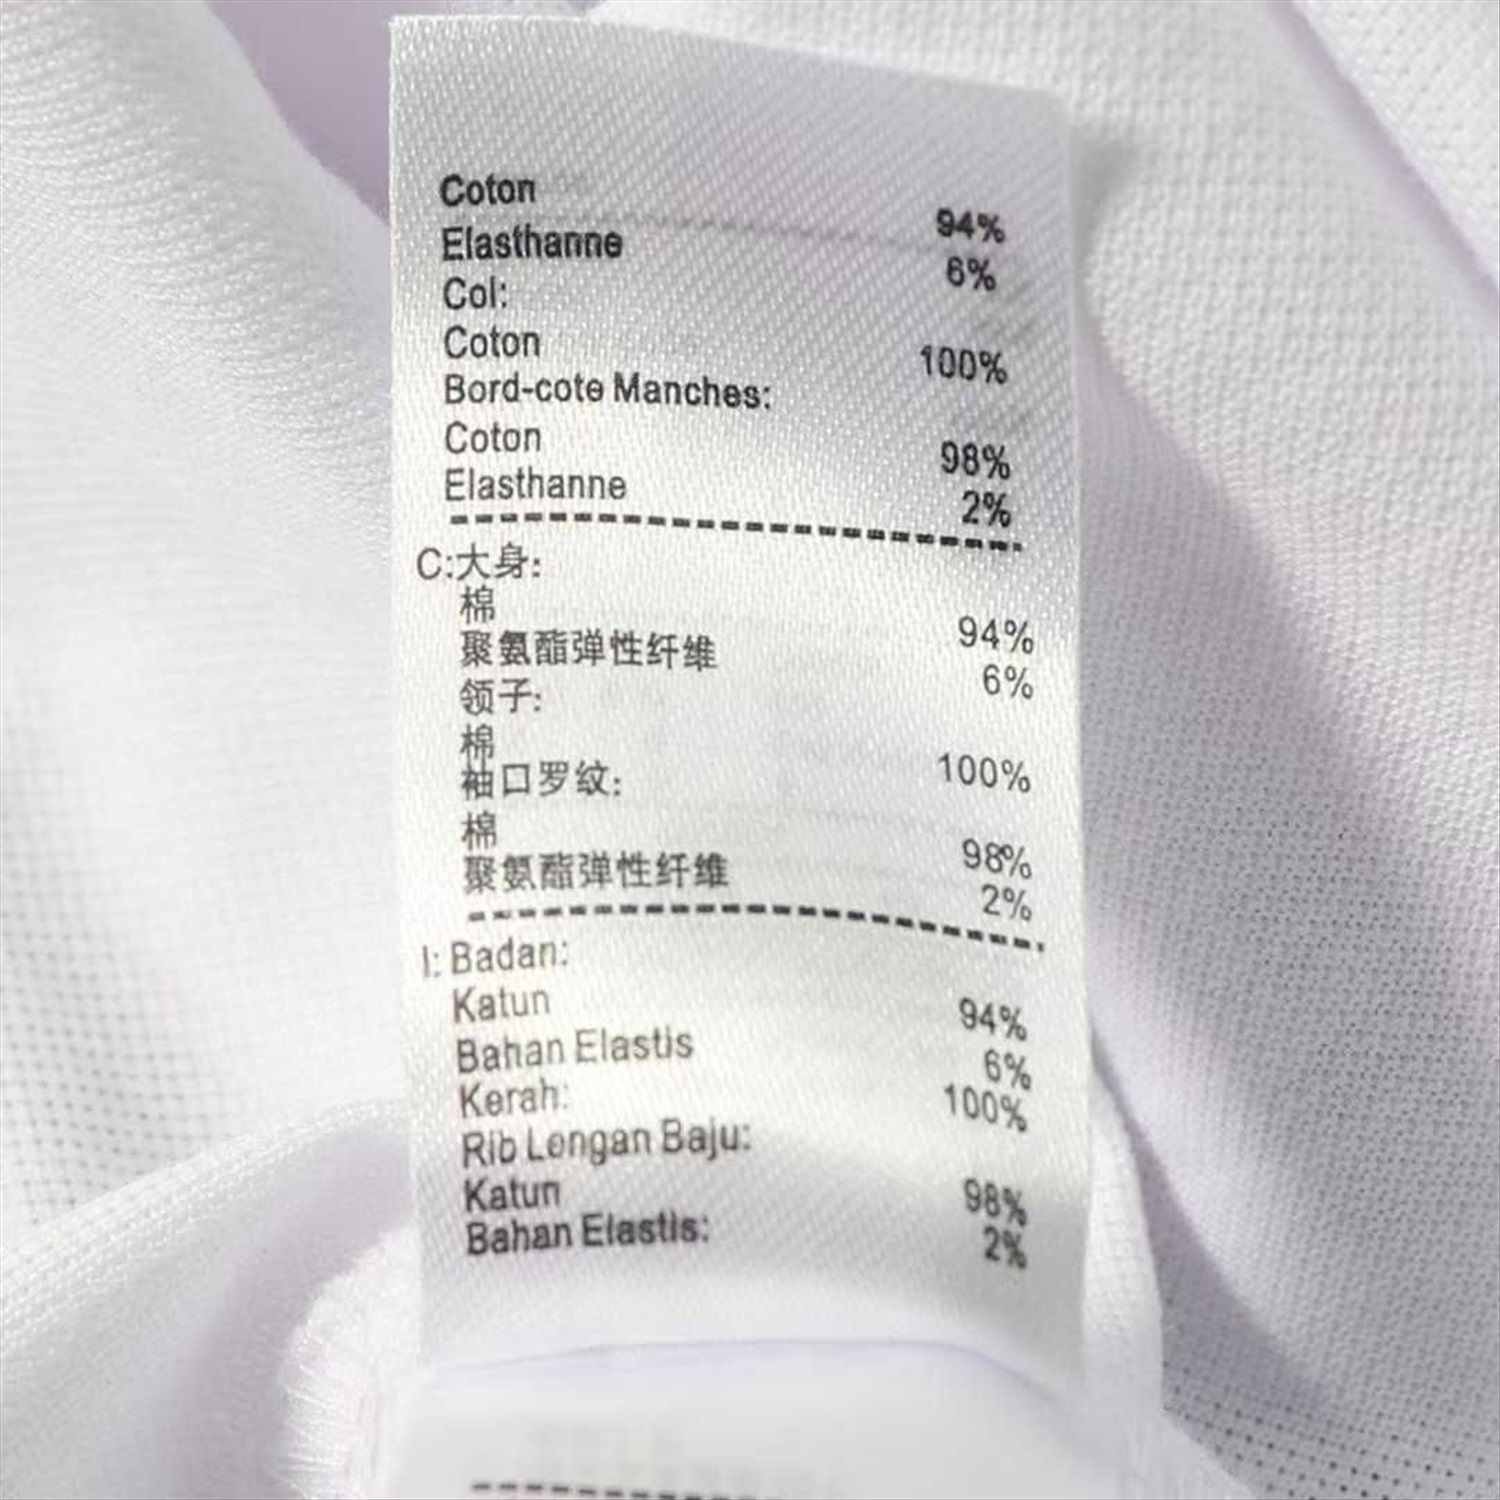 Coton 94%
Elasthanne 6%
Col:
Coton 100%
Bord-cote Manches:
Coton 98%
Elasthanne 2%
C:大身:
棉 94%
聚氨酯弹性纤维 6%
领子:
棉 100%
袖口罗纹:
棉 98%
聚氨酯弹性纤维 2%
I: Badan:
Katun 94%
Bahan Elastis 6%
Kerah: 100%
Rib Lengan Baju:
Katun 98%
Bahan Elastis: 2%